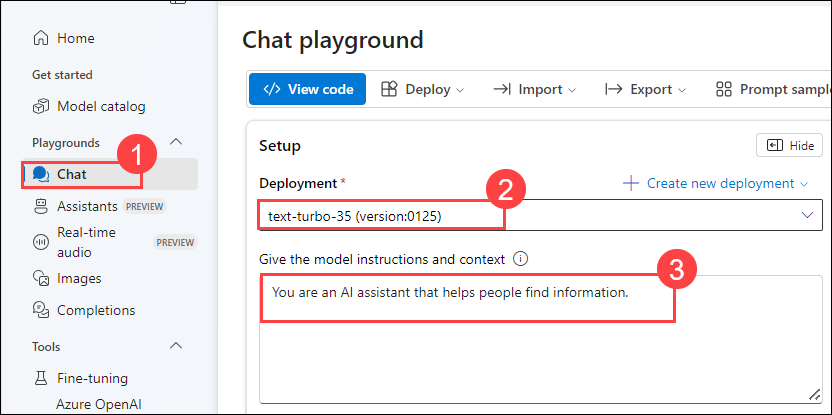 Home
Get started
Model catalog
Playgrounds
1
Chat
Assistants PREVIEW
Real-time
audio PREVIEW
Images
Completions
Tools
Fine-tuning
Azure OpenAI
Chat playground
View code Deploy Import Export Prompt sample
Setup Hide
Deployment * Create new deployment
2
text-turbo-35 (version:0125)
Give the model instructions and context
3
You are an AI assistant that helps people find information.